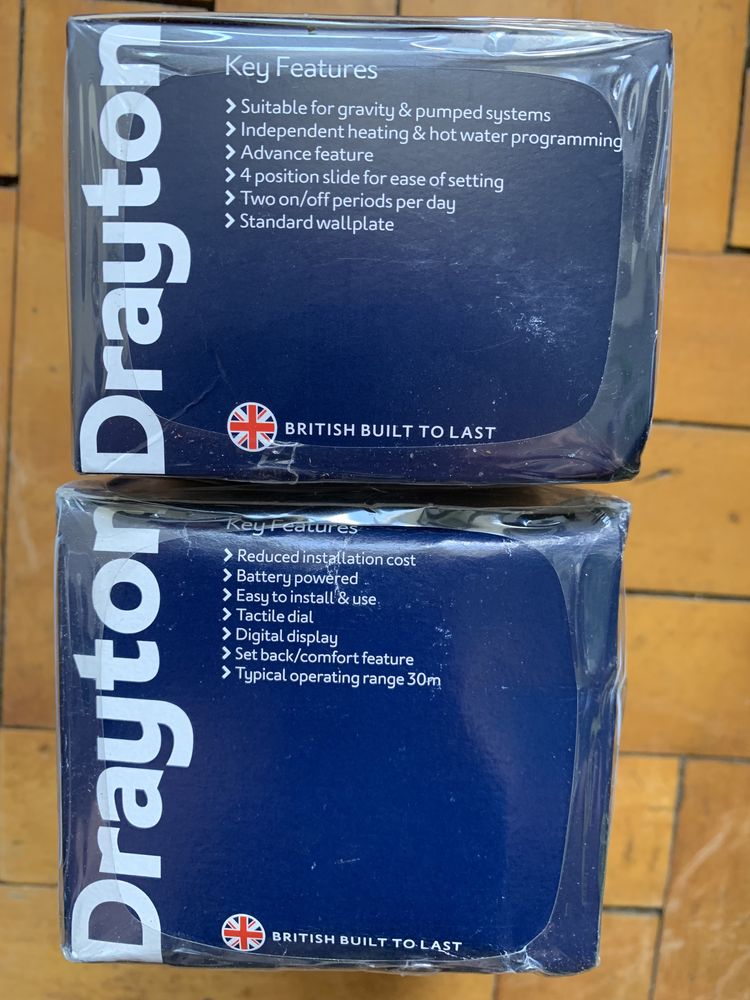 Drayton
Key Features
Suitable for gravity & pumped systems
Independent heating & hot water programming
Advance feature
4 position slide for ease of setting
Two on/off periods per day
Standard wallplate
BRITISH BUILT TO LAST
Drayton
Key Features
Reduced installation cost
Battery powered
Easy to install & use
Tactile dial
Digital display
Set back/comfort feature
Typical operating range 30m
BRITISH BUILT TO LAST